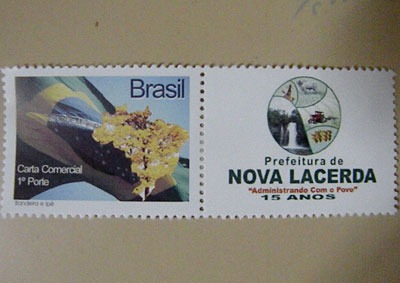 Brasil
Carta Comercial
1º Porte
Bandeira e Ipê
Prefeitura de
NOVA LACERDA
"Administrando Com o Povo"
15 ANOS